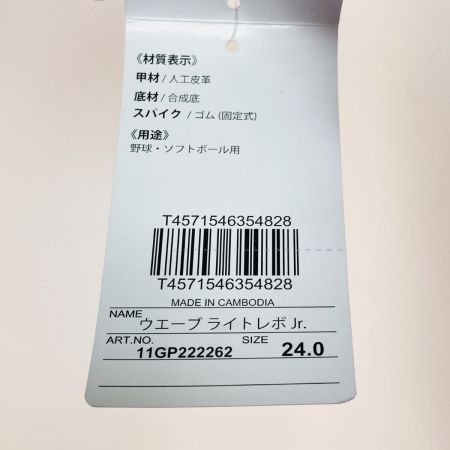 《材質表示》
甲材 / 人工皮革
底材 / 合成底
スパイク / ゴム (固定式)
《用途》
野球・ソフトボール用
T4571546354828
T4571546354828
MADE IN CAMBODIA
NAME ウエーブ ライトレボ Jr.
ART.NO. 11GP222262 SIZE 24.0